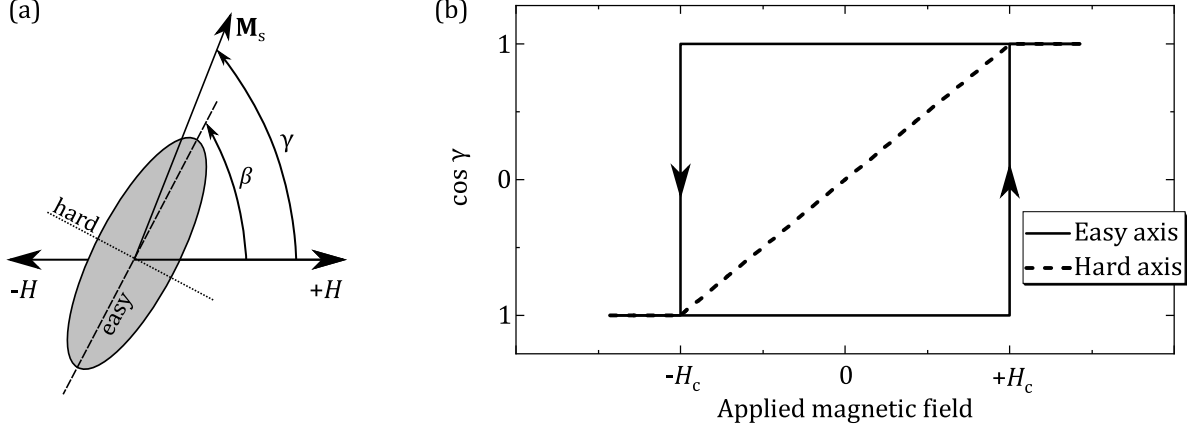 (a)
Ms
γ
β
hard
easy
-H
+H
(b)
cos γ
1
0
1
-Hc
0
+Hc
Applied magnetic field
Easy axis
Hard axis